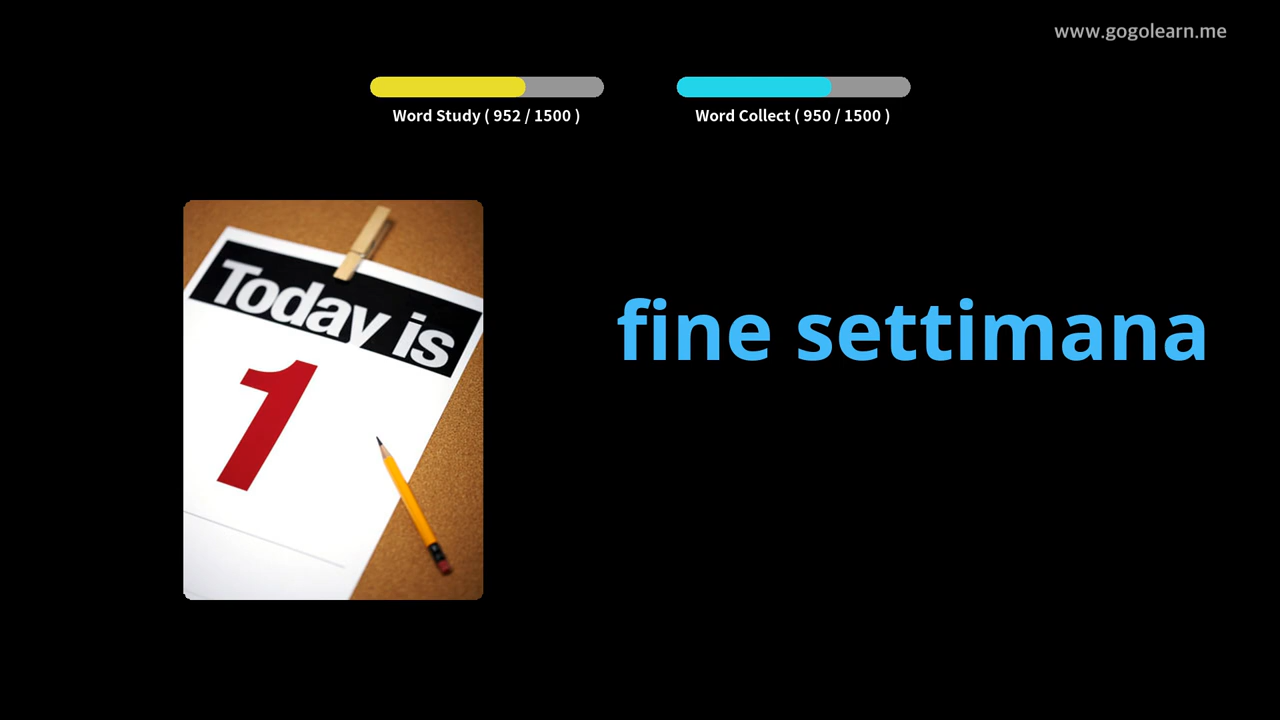 www.gogolearn.me
Word Study ( 952 / 1500 )
Word Collect ( 950 / 1500 )
Today is
1
fine settimana